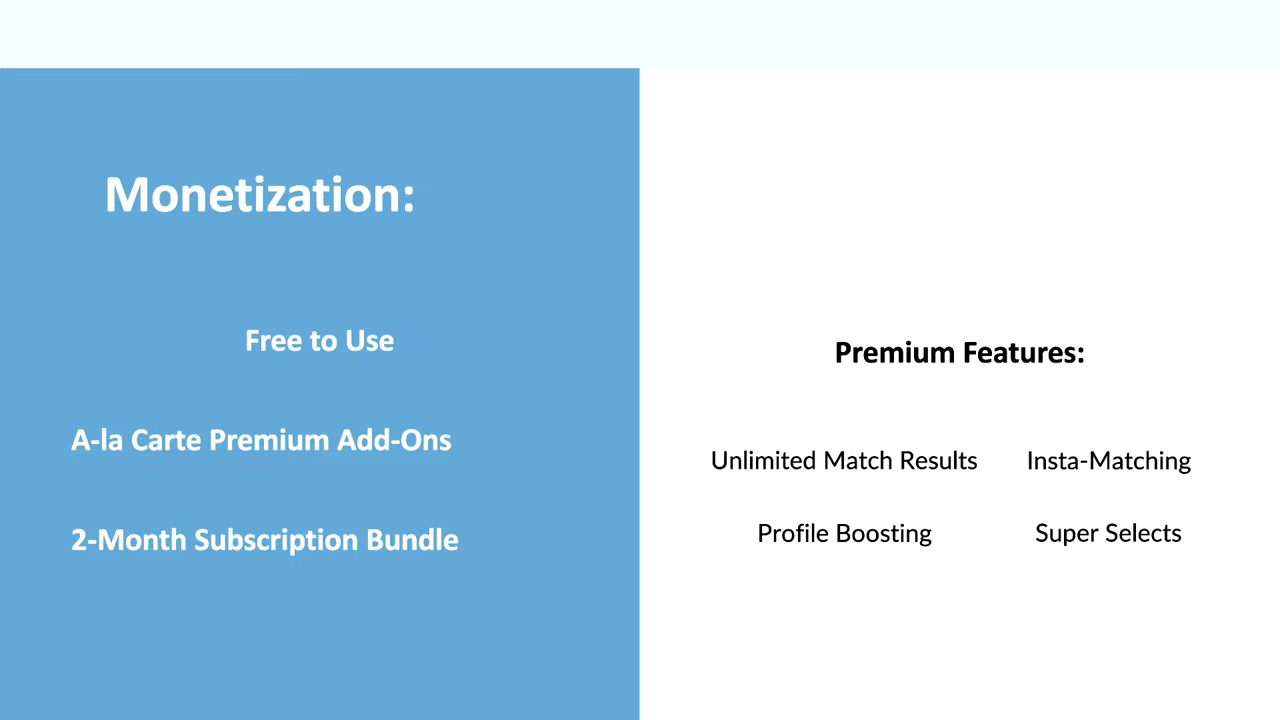 Monetization:
Free to Use
A-la Carte Premium Add-Ons
2-Month Subscription Bundle
Premium Features:
Unlimited Match Results
Insta-Matching
Profile Boosting
Super Selects